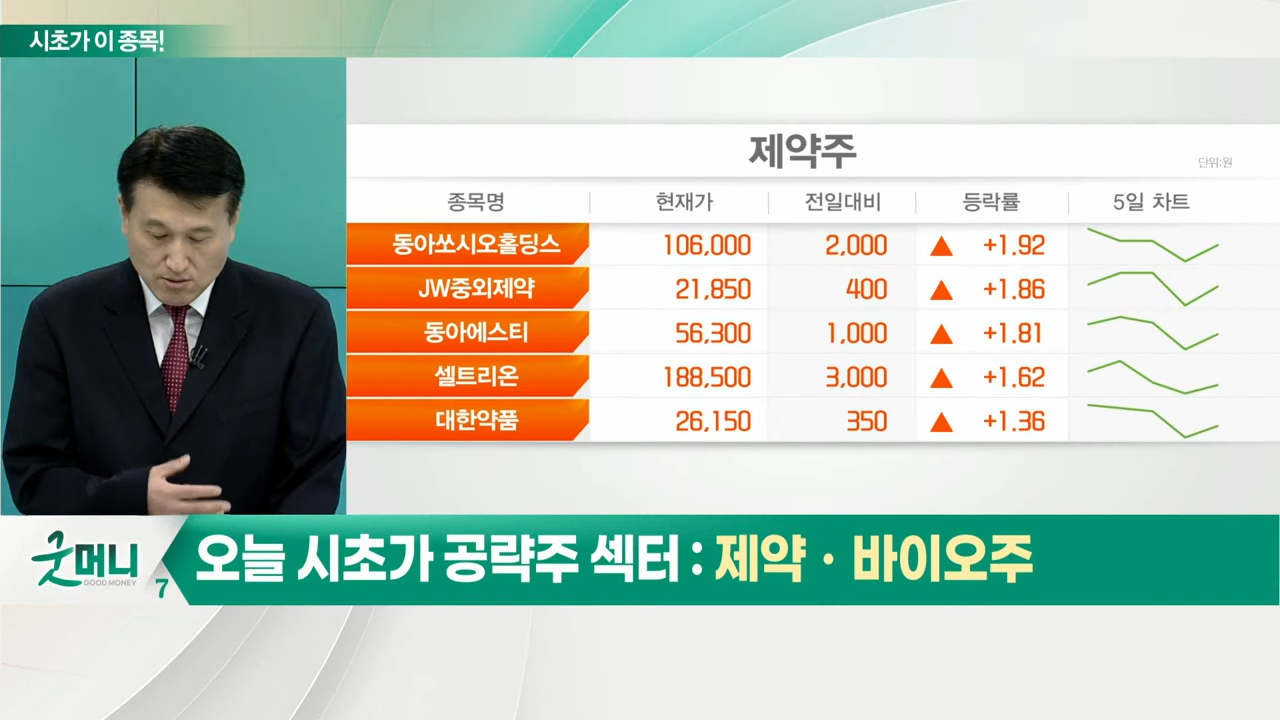 시초가 이 종목!
제약주
단위:원
종목명 현재가 전일대비 등락률 5일 차트
동아쏘시오홀딩스 106,000 2,000 ▲ +1.92
JW중외제약 21,850 400 ▲ +1.86
동아에스티 56,300 1,000 ▲ +1.81
셀트리온 188,500 3,000 ▲ +1.62
대한약품 26,150 350 ▲ +1.36
굿머니
GOOD MONEY
7
오늘 시초가 공략주 섹터 : 제약 · 바이오주